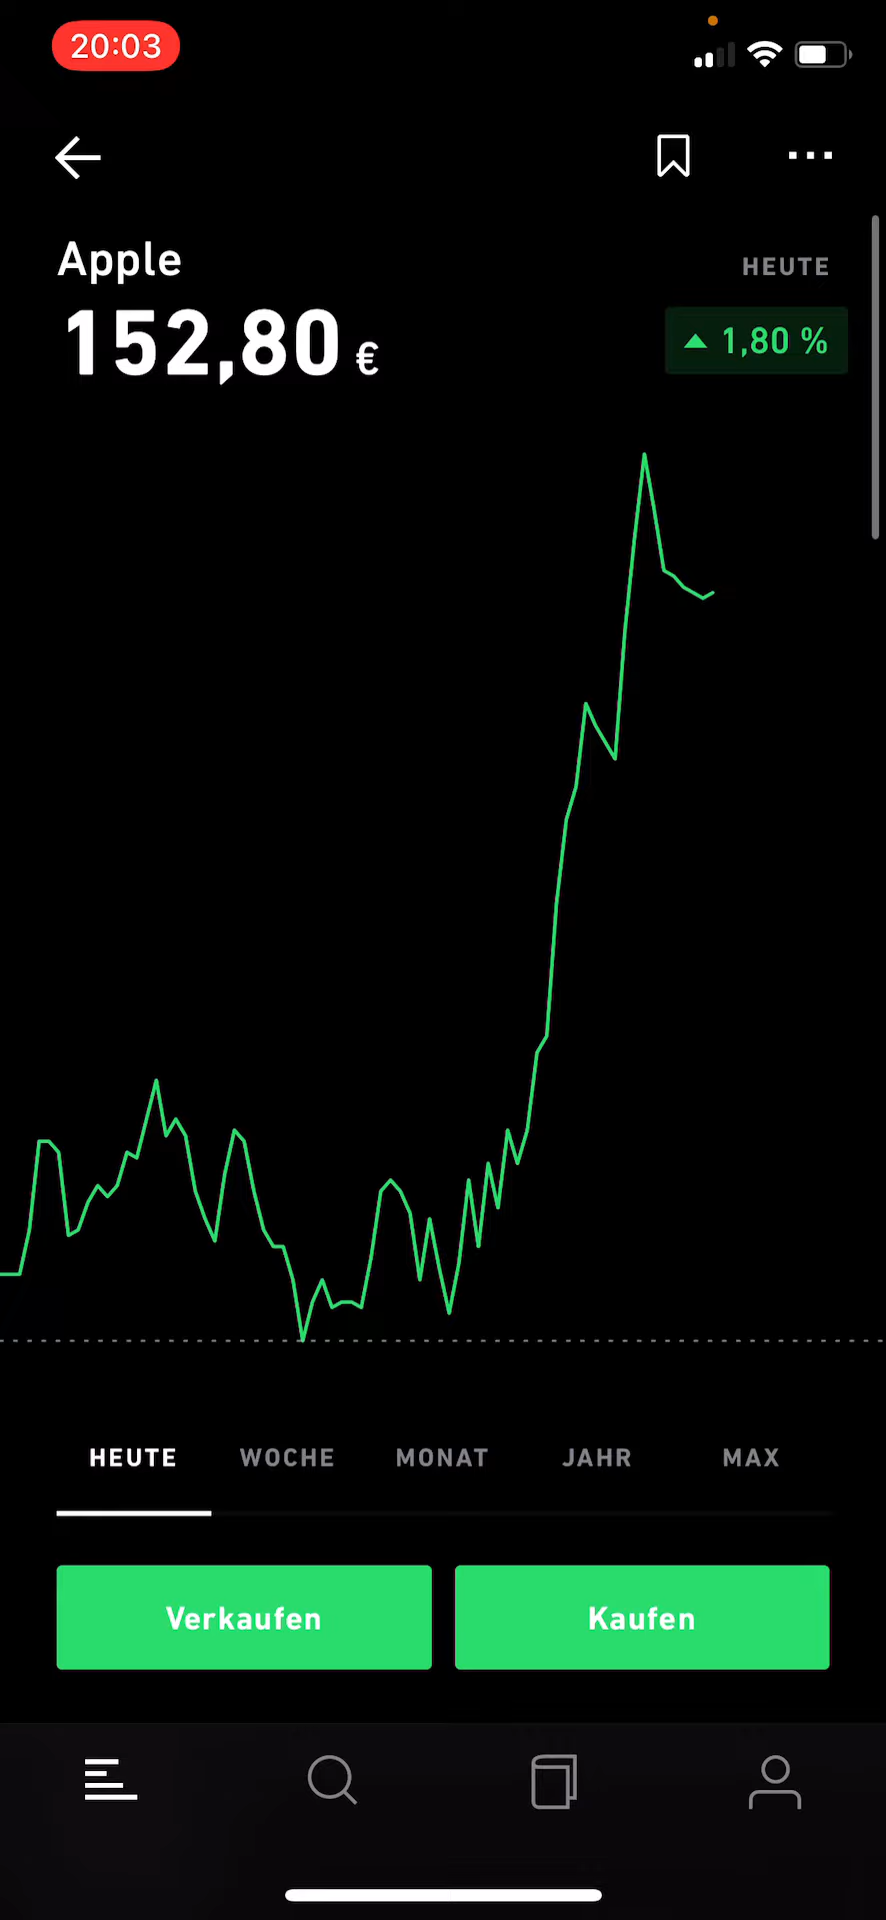 20:03
Apple
HEUTE
152,80 €
1,80 %
HEUTE WOCHE MONAT JAHR MAX
Verkaufen Kaufen